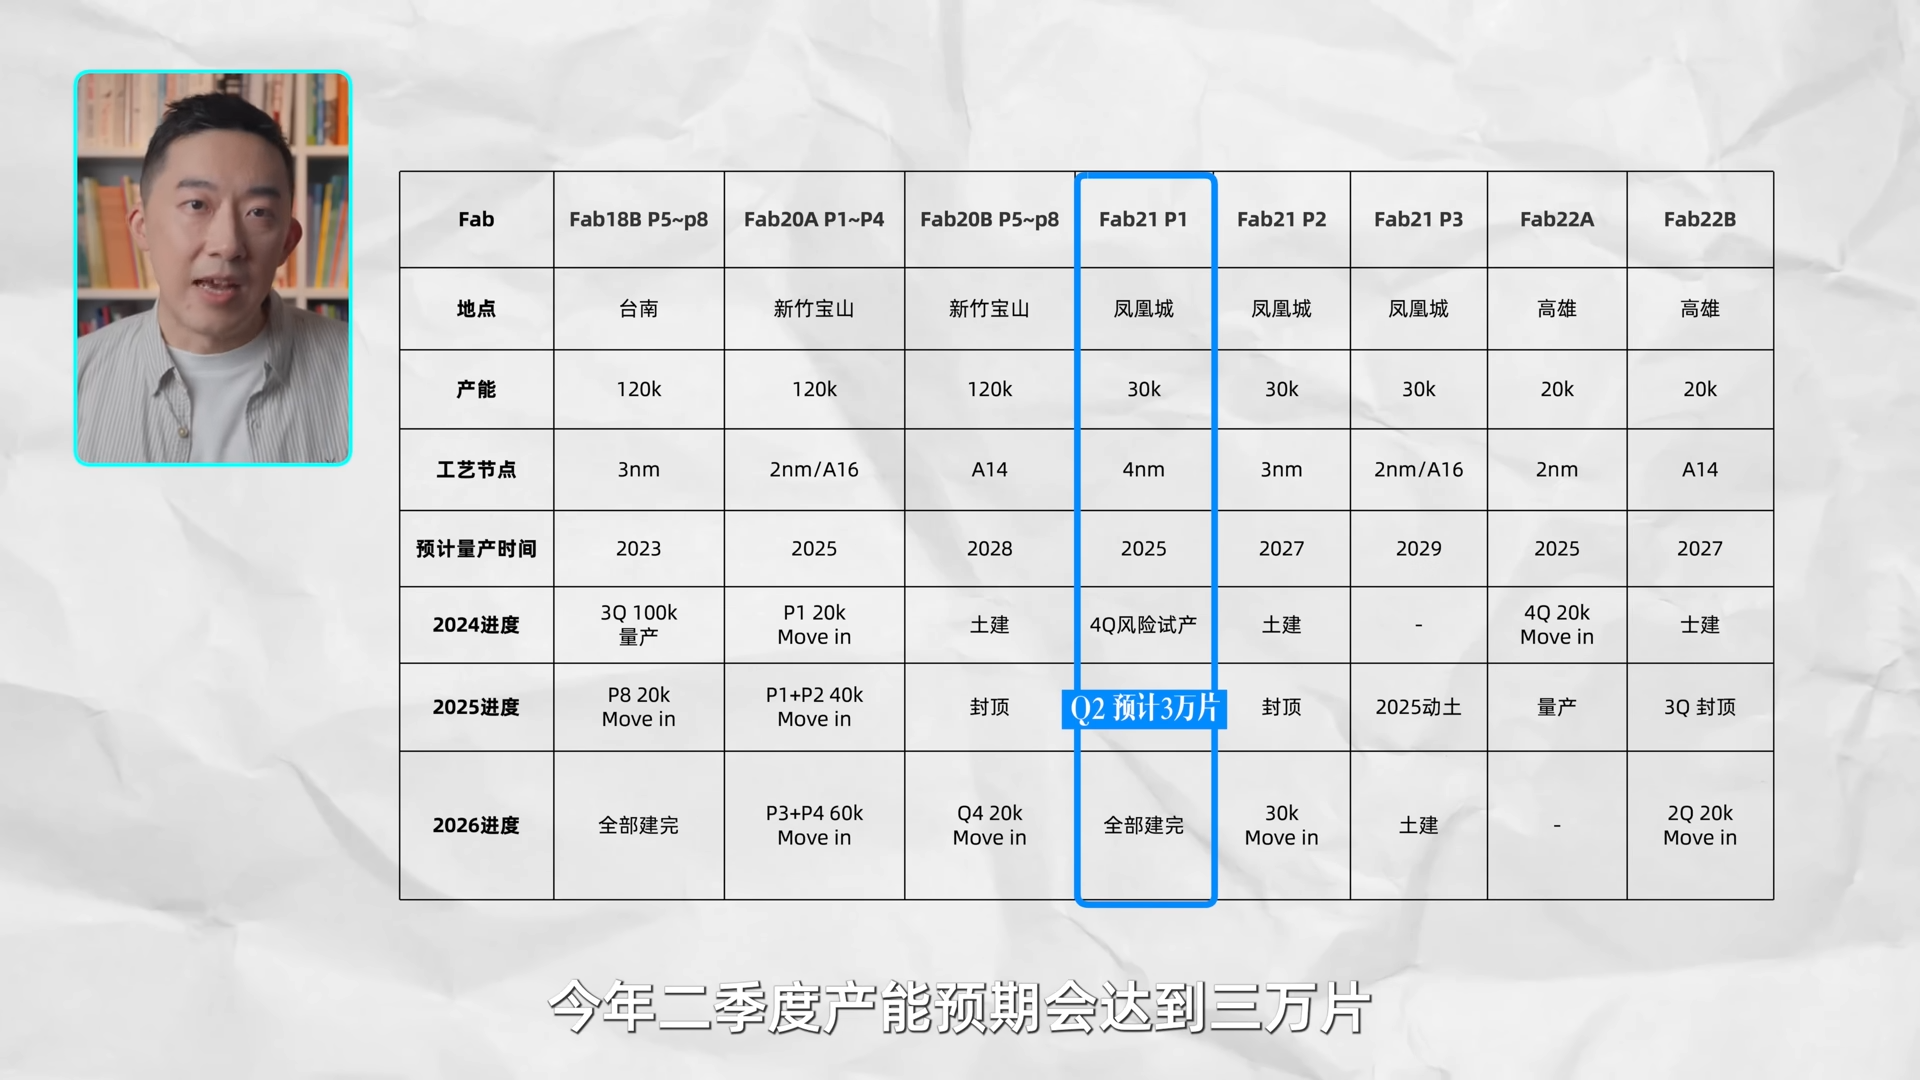 Fab Fab18B P5~p8 Fab20A P1~P4 Fab20B P5~p8 Fab21 P1 Fab21 P2 Fab21 P3 Fab22A Fab22B
地点 台南 新竹宝山 新竹宝山 凤凰城 凤凰城 凤凰城 高雄 高雄
产能 120k 120k 120k 30k 30k 30k 20k 20k
工艺节点 3nm 2nm/A16 A14 4nm 3nm 2nm/A16 2nm A14
预计量产时间 2023 2025 2028 2025 2027 2029 2025 2027
2024进度 3Q 100k 量产 P1 20k Move in 土建 4Q风险试产 土建 - 4Q 20k Move in 士建
2025进度 P8 20k Move in P1+P2 40k Move in 封顶 Q2 预计3万片 封顶 2025动土 量产 3Q 封顶
2026进度 全部建完 P3+P4 60k Move in Q4 20k Move in 全部建完 30k Move in 土建 - 2Q 20k Move in
今年二季度产能预期会达到三万片